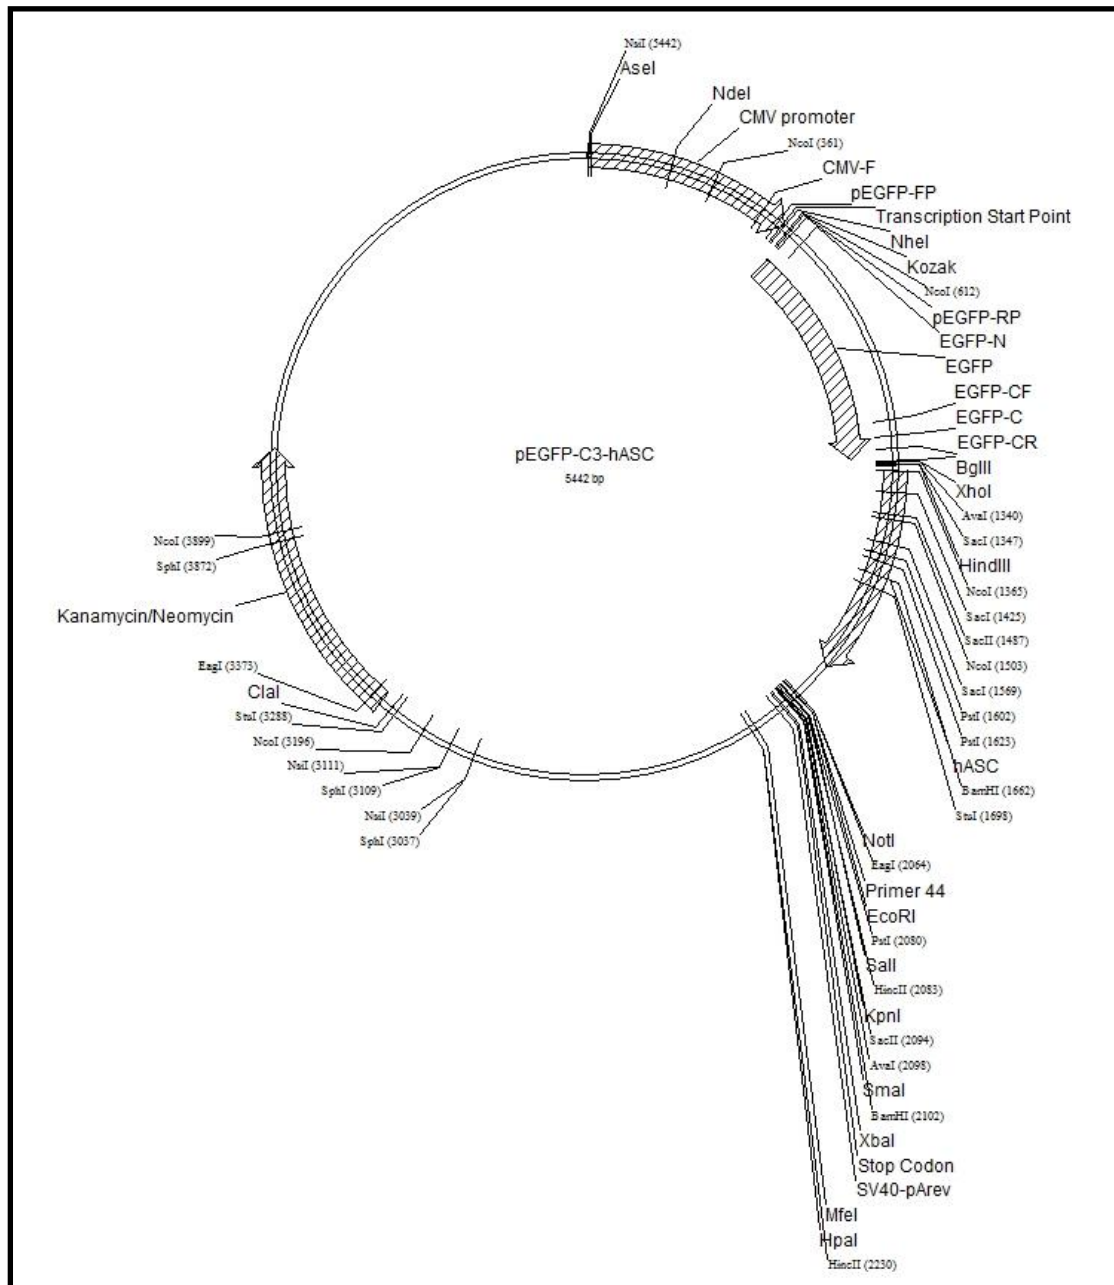 NsiI (5442)
AseI
NdeI
CMV promoter
NcoI (361)
CMV-F
pEGFP-FP
Transcription Start Point
NheI
Kozak
NcoI (612)
pEGFP-RP
EGFP-N
EGFP
EGFP-CF
EGFP-C
EGFP-CR
BglII
XhoI
AvaI (1340)
SacI (1347)
HindIII
NcoI (1365)
SacI (1425)
SacII (1487)
NcoI (1503)
SacI (1569)
PstI (1602)
PstI (1623)
hASC
BamHI (1662)
StuI (1698)
NotI
EagI (2064)
Primer 44
EcoRI
PstI (2080)
SalI
HincII (2083)
KpnI
SacII (2094)
AvaI (2098)
SmaI
BamHI (2102)
XbaI
Stop Codon
SV40-pArev
MfeI
HpaI
HincII (2230)
SphI (3037)
NsiI (3039)
SphI (3109)
NsiI (3111)
NcoI (3196)
StuI (3288)
ClaI
EagI (3373)
Kanamycin/Neomycin
SphI (3872)
NcoI (3899)
pEGFP-C3-hASC
5442 bp